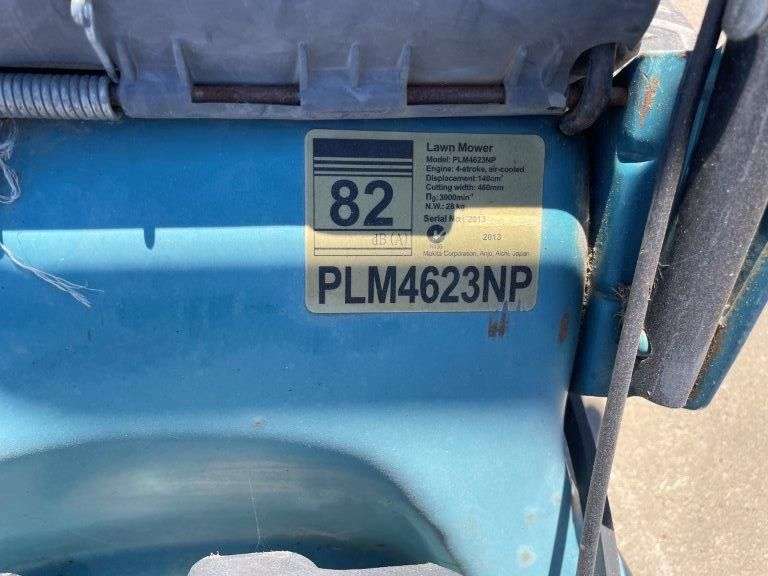 Lawn Mower
Model: PLM4623NP
Engine: 4-stroke, air-cooled
Displacement: 140cm³
Cutting width: 460mm
n₀: 3000min⁻¹
N.W.: 28 kg
Serial No.: 2013
2013
Makita Corporation, Anjo, Aichi, Japan
82
dB (A)
PLM4623NP